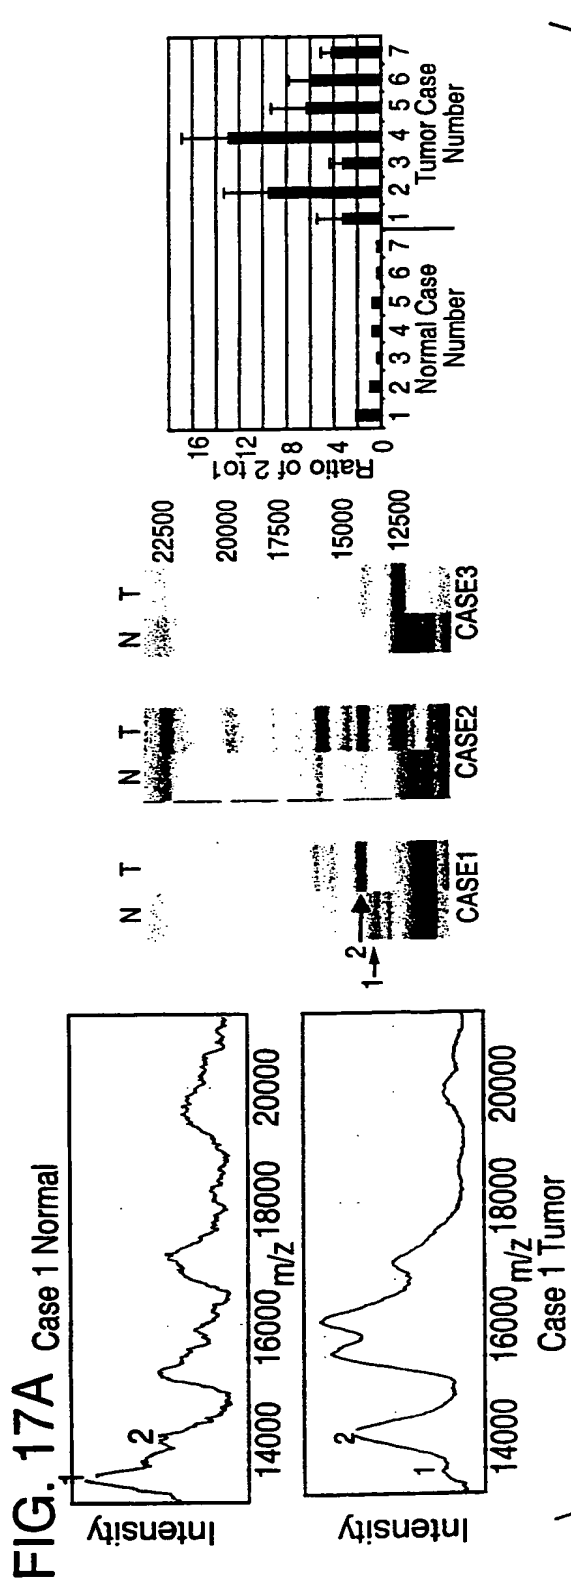 FIG. 17A
Case 1 Normal
Intensity
1
2
14000 16000 18000 20000
m/z
Intensity
1
2
14000 16000 18000 20000
m/z
Case 1 Tumor
N T
2
1
CASE1
N T
CASE2
N T
22500
20000
17500
15000
12500
CASE3
Ratio of 2 to1
16
12
8
4
0
1 2 3 4 5 6 7
Normal Case
Number
1 2 3 4 5 6 7
Tumor Case
Number